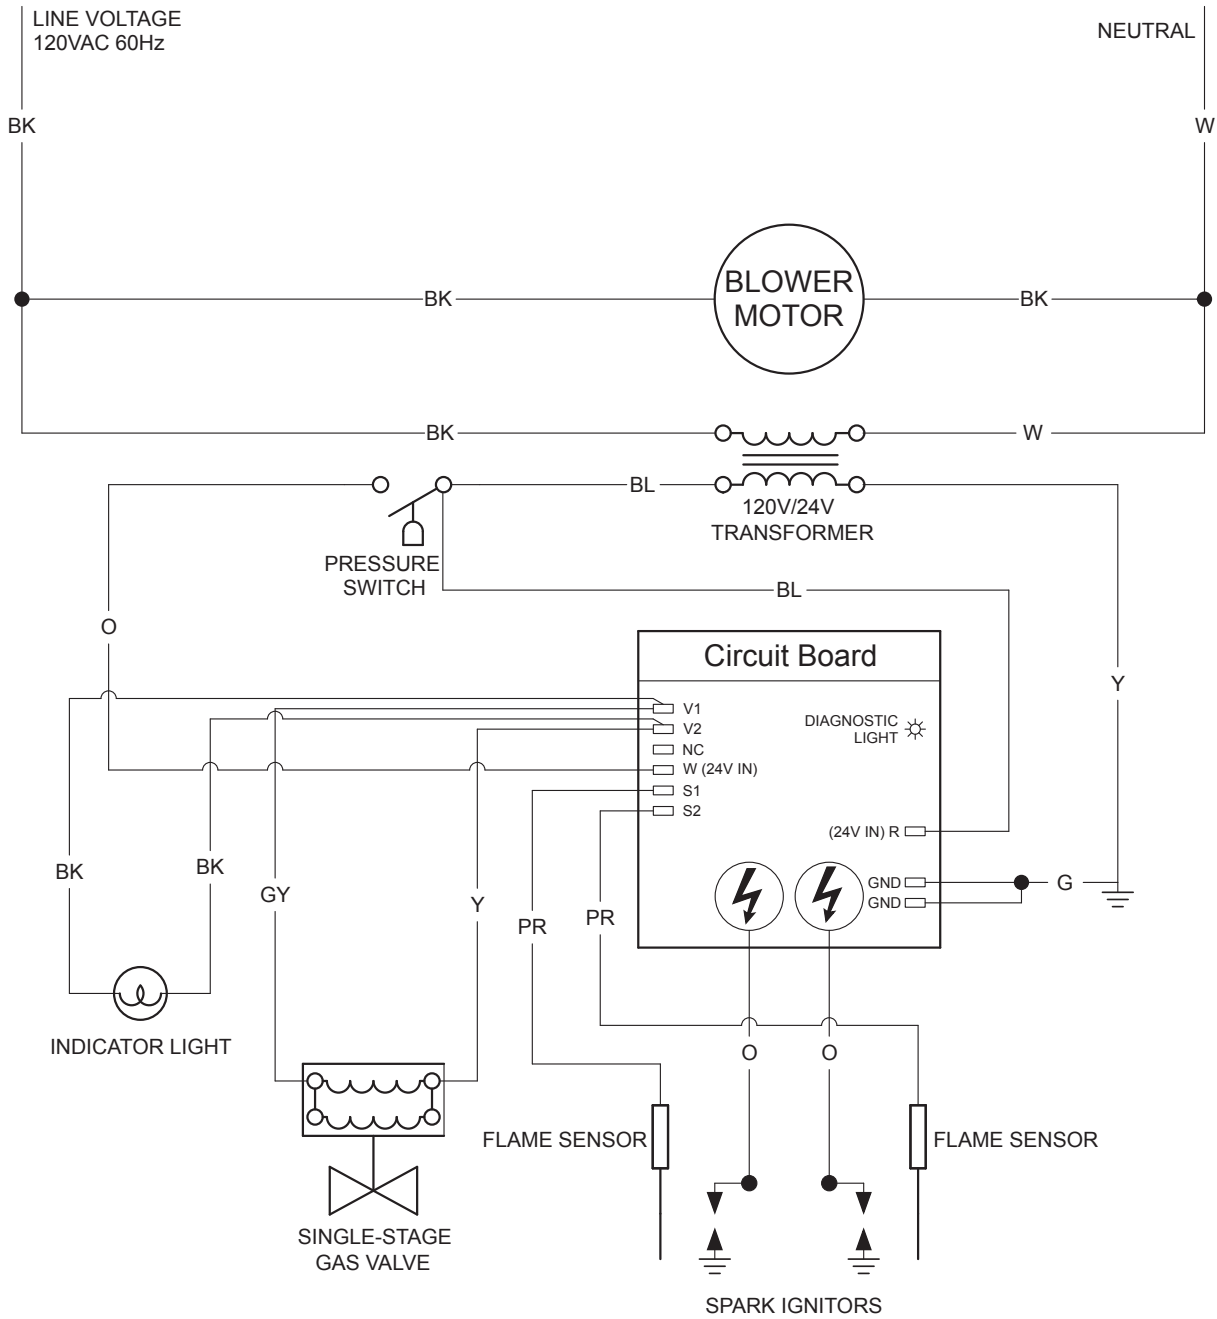 LINE VOLTAGE
120VAC 60Hz
NEUTRAL
BK
W
BLOWER
MOTOR
BK
BK
BK
W
BL
120V/24V
TRANSFORMER
PRESSURE
SWITCH
BL
O
Circuit Board
Y
V1
V2
NC
W (24V IN)
S1
S2
DIAGNOSTIC
LIGHT
(24V IN) R
GND
GND
G
BK
BK
GY
Y
PR
PR
INDICATOR LIGHT
O
O
FLAME SENSOR
FLAME SENSOR
SINGLE-STAGE
GAS VALVE
SPARK IGNITORS